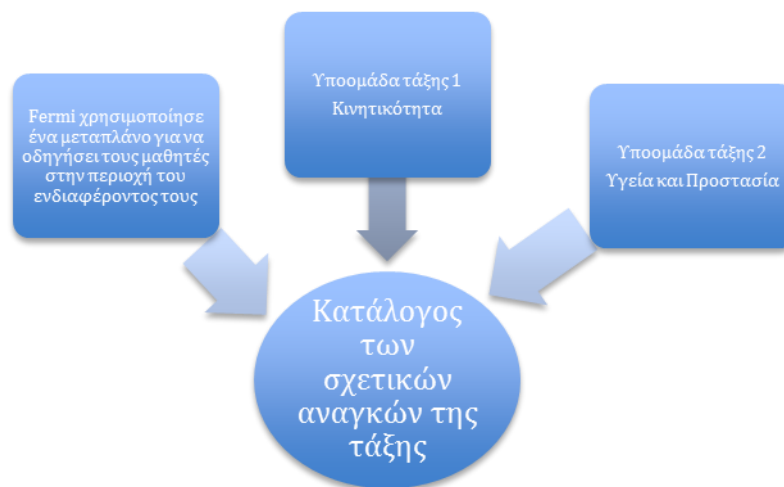 Fermi χρησιμοποίησε
ένα μεταπλάνο για να
οδηγήσει τους μαθητές
στην περιοχή του
ενδιαφέροντος τους
Υποομάδα τάξης 1
Κινητικότητα
Υποομάδα τάξης 2
Υγεία και Προστασία
Κατάλογος
των
σχετικών
αναγκών της
τάξης